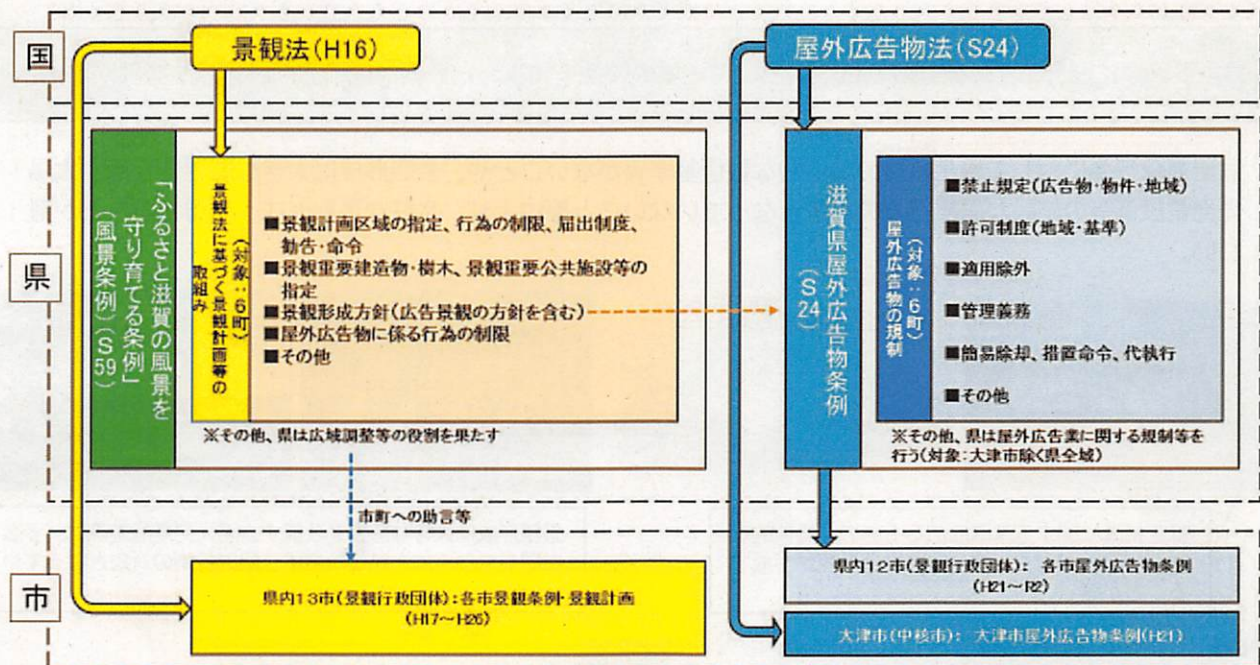 国
景観法(H16)
屋外広告物法(S24)
県
「ふるさと滋賀の風景を
守り育てる条例」
(風景条例)(S59)
景観法に基づく景観計画等の
取組み
(対象:6町)
■景観計画区域の指定、行為の制限、届出制度、
勧告・命令
■景観重要建造物・樹木、景観重要公共施設等の
指定
■景観形成方針(広告景観の方針を含む)
■屋外広告物に係る行為の制限
■その他
※その他、県は広域調整等の役割を果たす
滋賀県屋外広告物条例
(S24)
屋外広告物の規制
(対象:6町)
■禁止規定(広告物・物件・地域)
■許可制度(地域・基準)
■適用除外
■管理義務
■簡易除却、措置命令、代執行
■その他
※その他、県は屋外広告業に関する規制等を
行う(対象:大津市除く県全域)
市町への助言等
市
県内13市(景観行政団体):各市景観条例・景観計画
(H17～H26)
県内12市(景観行政団体): 各市屋外広告物条例
(H21～R2)
大津市(中核市): 大津市屋外広告物条例(H21)